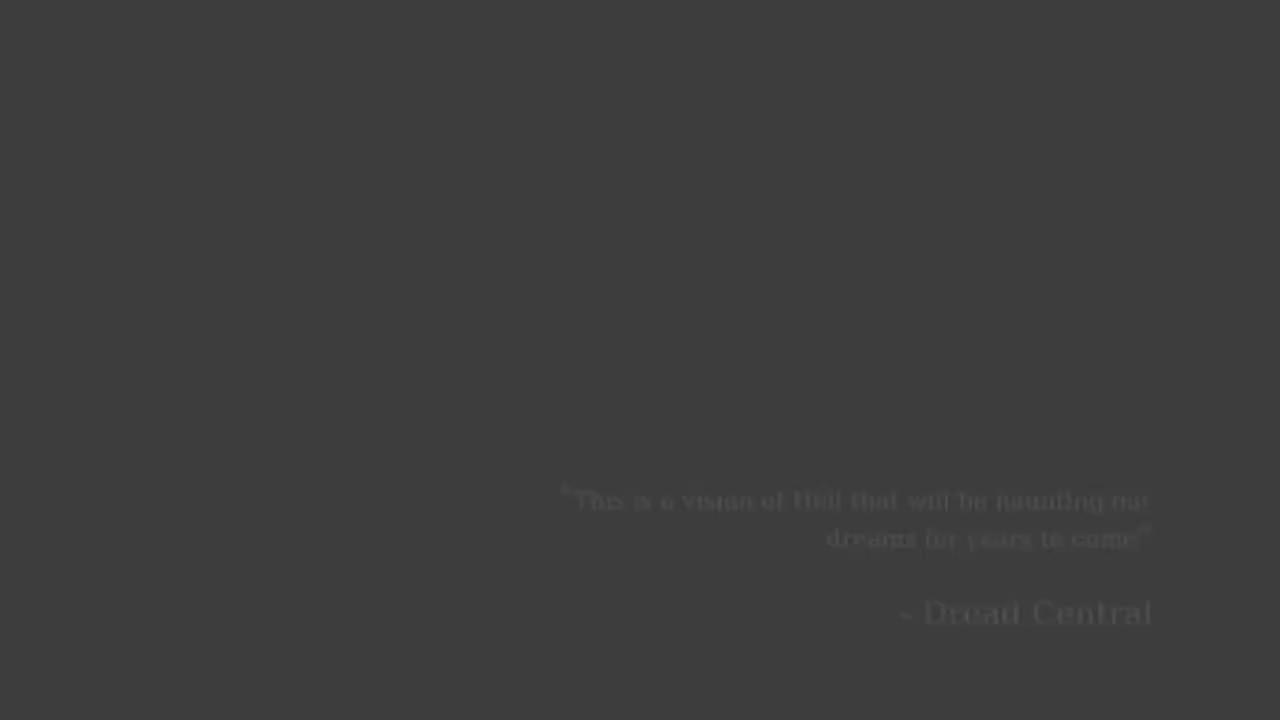 "This is a vision of Hell that will be haunting our
dreams for years to come"
- Dread Central